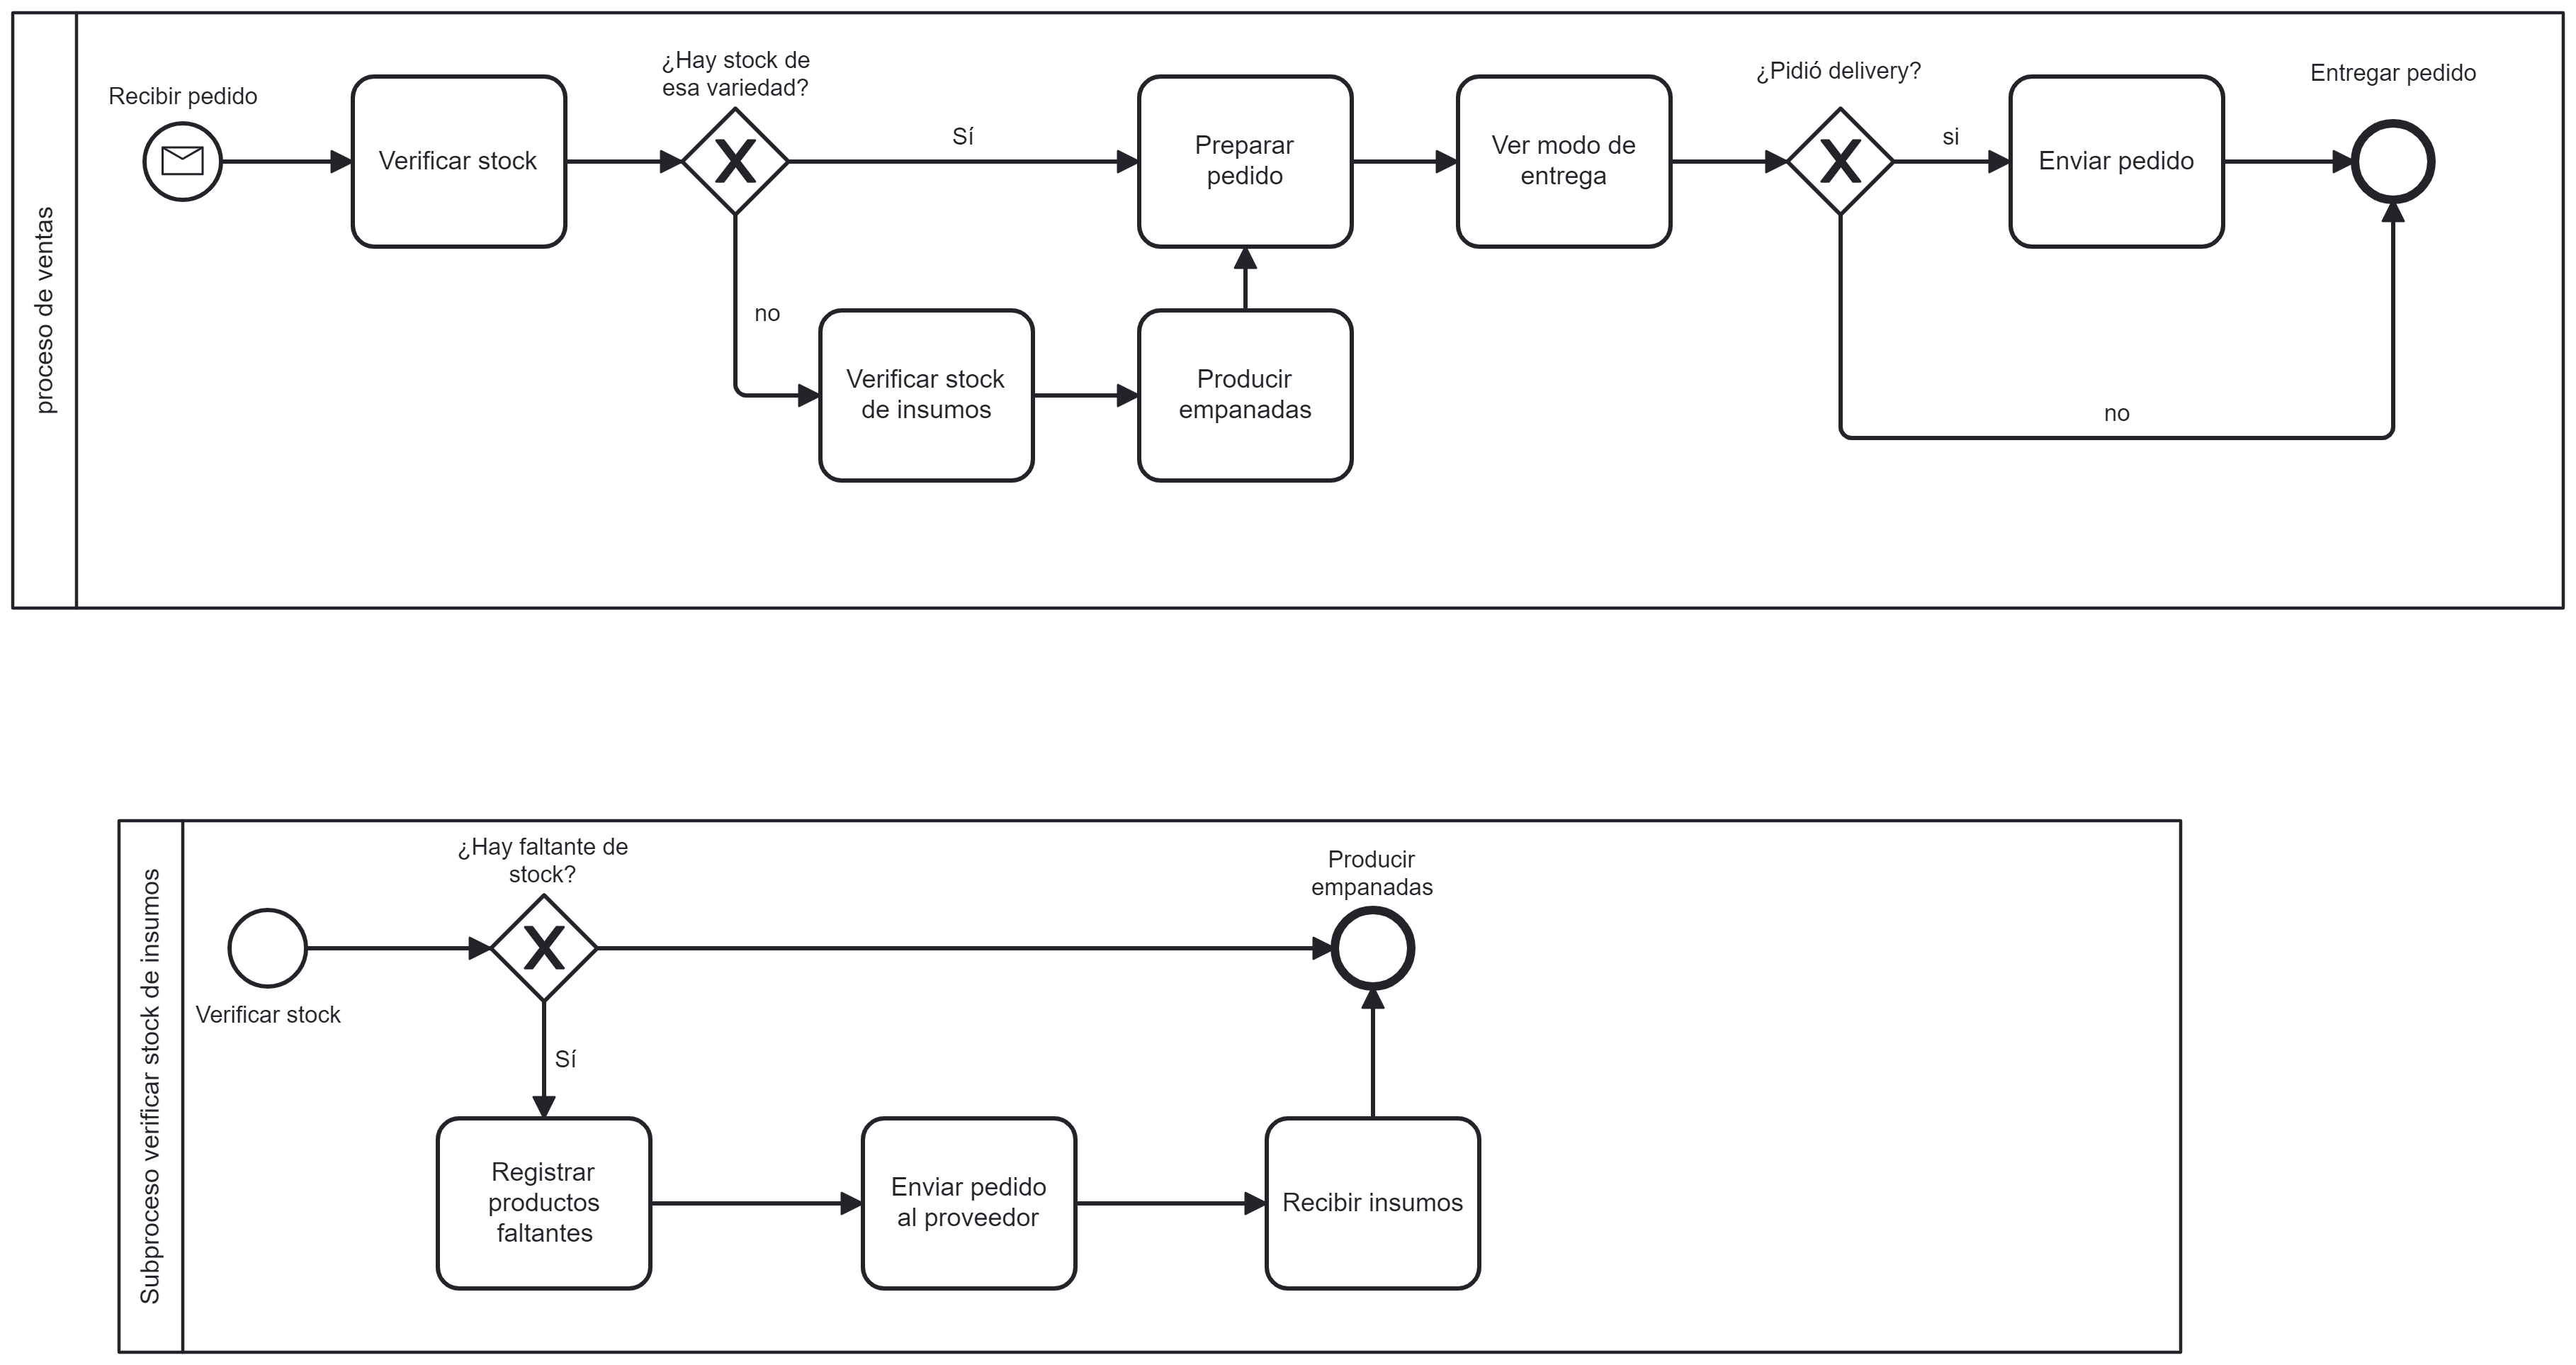 proceso de ventas
Recibir pedido
Verificar stock
¿Hay stock de
esa variedad?
Sí
no
Verificar stock
de insumos
Producir
empanadas
Preparar
pedido
Ver modo de
entrega
¿Pidió delivery?
si
no
Enviar pedido
Entregar pedido
Subproceso verificar stock de insumos
Verificar stock
¿Hay faltante de
stock?
Sí
Registrar
productos
faltantes
Enviar pedido
al proveedor
Recibir insumos
Producir
empanadas